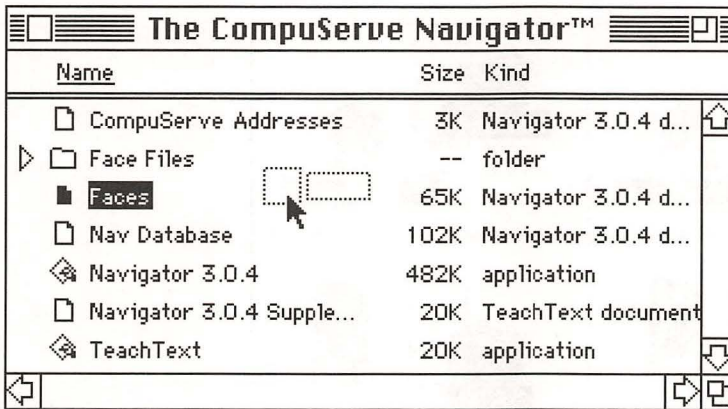 The CompuServe Navigator™
Name Size Kind
CompuServe Addresses 3K Navigator 3.0.4 d...
Face Files -- folder
Faces 65K Navigator 3.0.4 d...
Nav Database 102K Navigator 3.0.4 d...
Navigator 3.0.4 482K application
Navigator 3.0.4 Supple... 20K TeachText document
TeachText 20K application